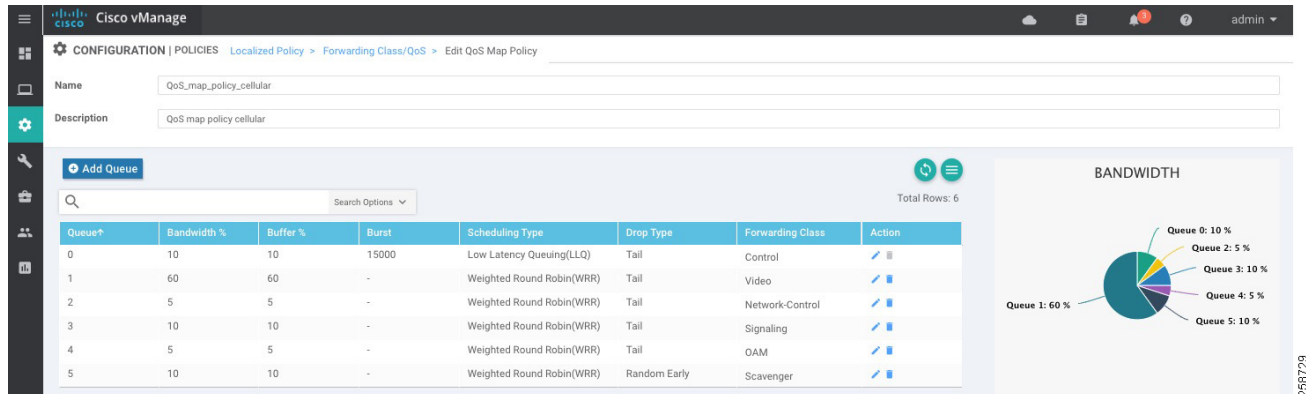 cisco Cisco vManage 3 admin
CONFIGURATION | POLICIES Localized Policy > Forwarding Class/QoS > Edit QoS Map Policy
Name QoS_map_policy_cellular
Description QoS map policy cellular
Add Queue
Search Options
Total Rows: 6
Queue↑ Bandwidth % Buffer % Burst Scheduling Type Drop Type Forwarding Class Action
0 10 10 15000 Low Latency Queuing(LLQ) Tail Control
1 60 60 - Weighted Round Robin(WRR) Tail Video
2 5 5 - Weighted Round Robin(WRR) Tail Network-Control
3 10 10 - Weighted Round Robin(WRR) Tail Signaling
4 5 5 - Weighted Round Robin(WRR) Tail OAM
5 10 10 - Weighted Round Robin(WRR) Random Early Scavenger
BANDWIDTH
Queue 0: 10 %
Queue 2: 5 %
Queue 3: 10 %
Queue 4: 5 %
Queue 1: 60 %
Queue 5: 10 %
258729